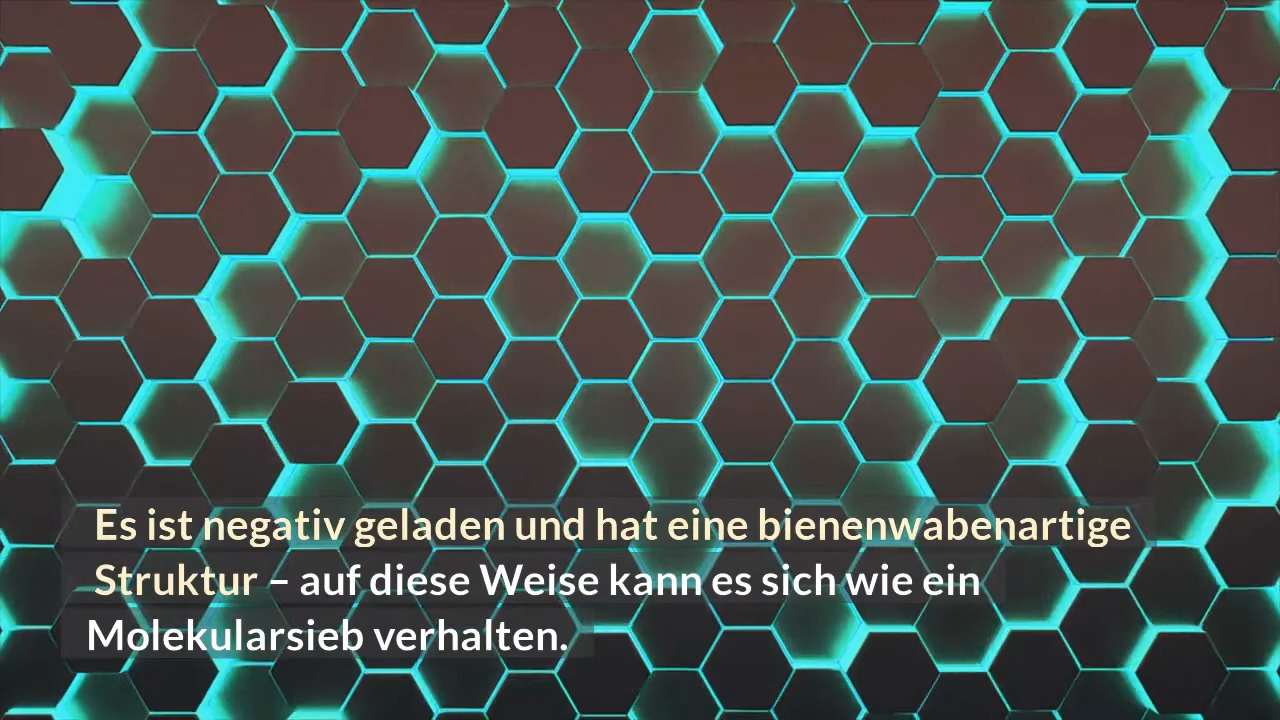 Es ist negativ geladen und hat eine bienenwabenartige
Struktur – auf diese Weise kann es sich wie ein
Molekularsieb verhalten.